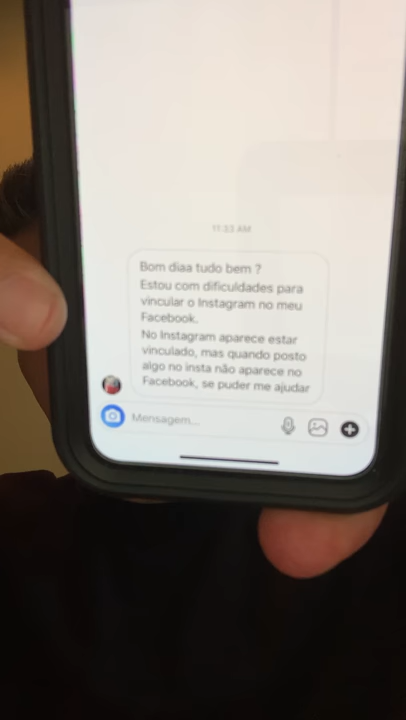 11:33 AM
Bom diaa tudo bem ?
Estou com dificuldades para
vincular o Instagram no meu
Facebook.
No Instagram aparece estar
vinculado, mas quando posto
algo no insta não aparece no
Facebook, se puder me ajudar
Mensagem...